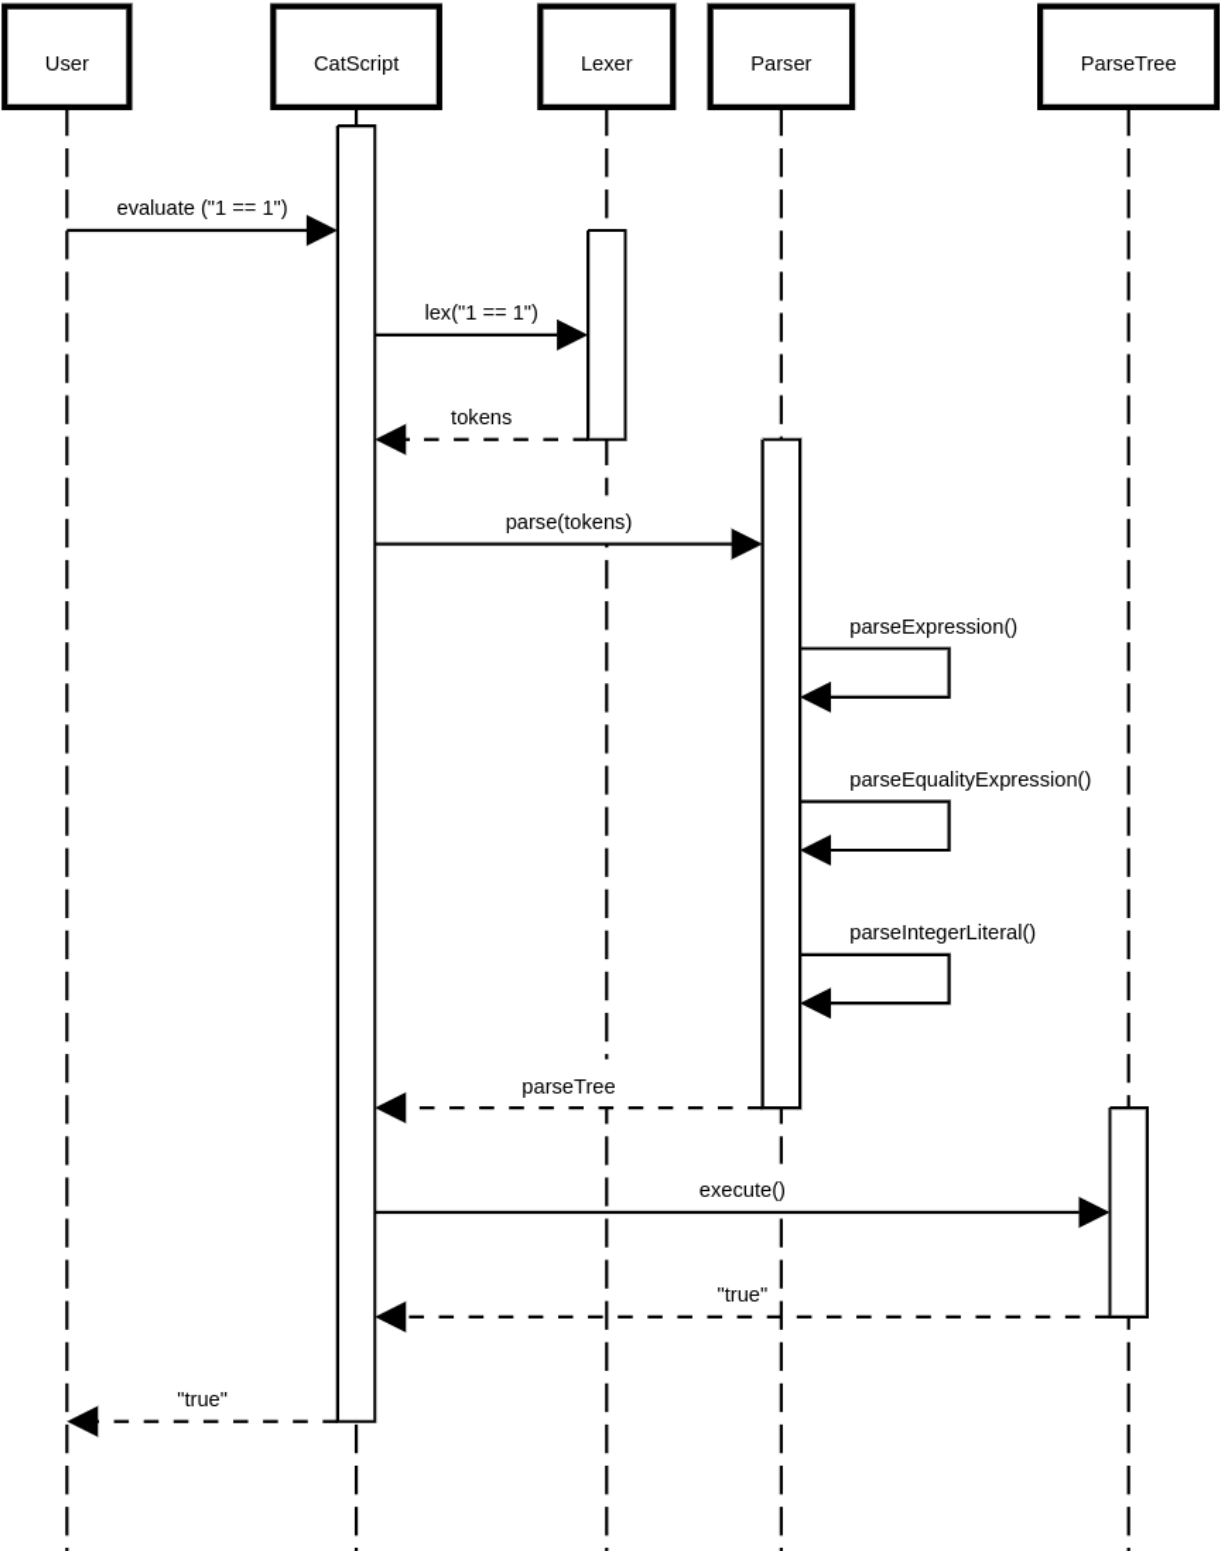 User
CatScript
Lexer
Parser
ParseTree
evaluate ("1 == 1")
lex("1 == 1")
tokens
parse(tokens)
parseExpression()
parseEqualityExpression()
parseIntegerLiteral()
parseTree
execute()
"true"
"true"